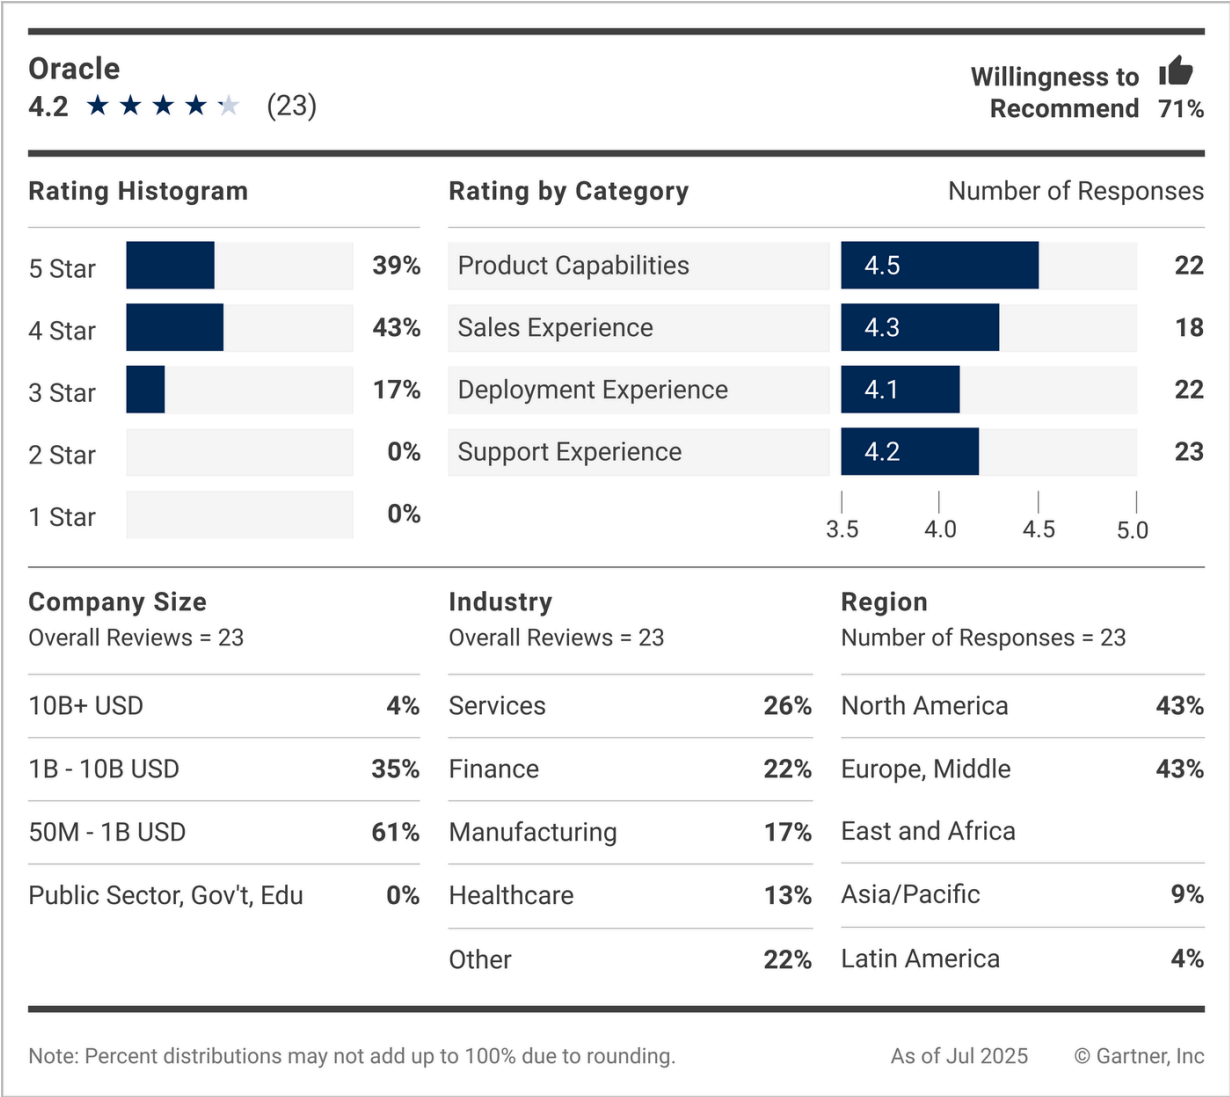 Oracle
4.2 ★★★★★ (23)
Willingness to
Recommend 71%
Rating Histogram
5 Star 39%
4 Star 43%
3 Star 17%
2 Star 0%
1 Star 0%
Rating by Category Number of Responses
Product Capabilities 4.5 22
Sales Experience 4.3 18
Deployment Experience 4.1 22
Support Experience 4.2 23
3.5 4.0 4.5 5.0
Company Size
Overall Reviews = 23
10B+ USD 4%
1B - 10B USD 35%
50M - 1B USD 61%
Public Sector, Gov't, Edu 0%
Industry
Overall Reviews = 23
Services 26%
Finance 22%
Manufacturing 17%
Healthcare 13%
Other 22%
Region
Number of Responses = 23
North America 43%
Europe, Middle 43%
East and Africa
Asia/Pacific 9%
Latin America 4%
Note: Percent distributions may not add up to 100% due to rounding. As of Jul 2025 © Gartner, Inc